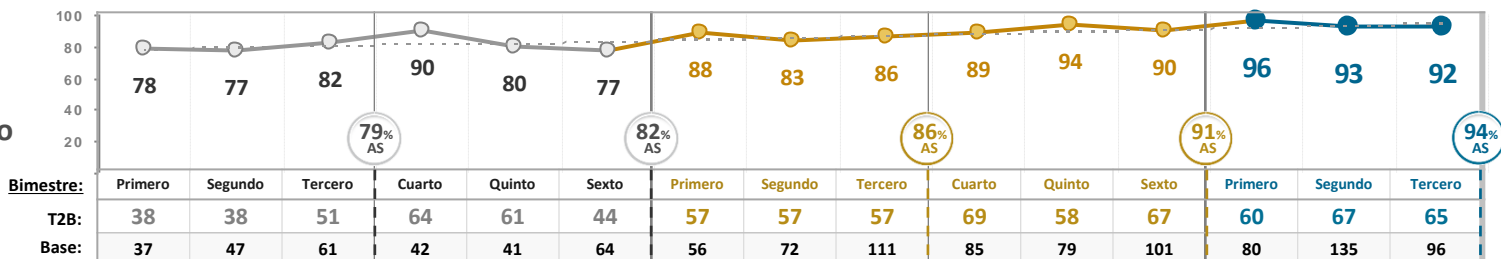 100
80
60
40
20
o
78 77 82 90 80 77 88 83 86 89 94 90 96 93 92
79% AS 82% AS 86% AS 91% AS 94% AS
Bimestre: Primero Segundo Tercero Cuarto Quinto Sexto Primero Segundo Tercero Cuarto Quinto Sexto Primero Segundo Tercero
T2B: 38 38 51 64 61 44 57 57 57 69 58 67 60 67 65
Base: 37 47 61 42 41 64 56 72 111 85 79 101 80 135 96